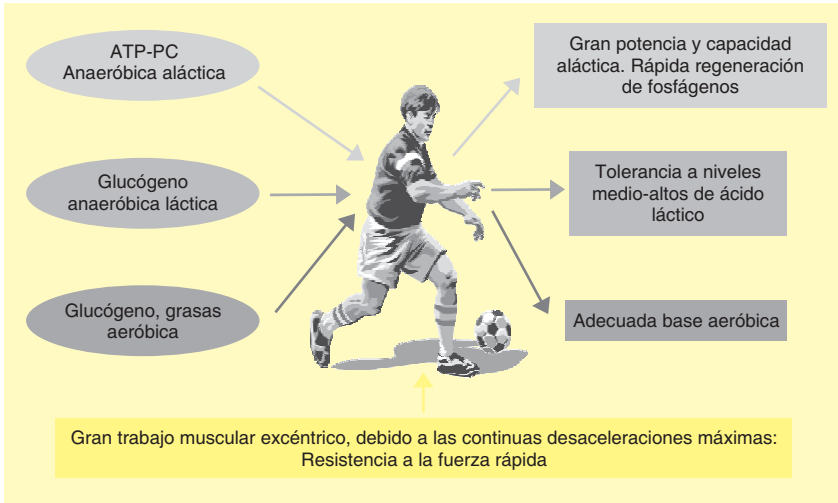 ATP-PC
Anaeróbica aláctica
Gran potencia y capacidad
aláctica. Rápida regeneración
de fosfágenos
Glucógeno
anaeróbica láctica
Tolerancia a niveles
medio-altos de ácido
láctico
Glucógeno, grasas
aeróbica
Adecuada base aeróbica
Gran trabajo muscular excéntrico, debido a las continuas desaceleraciones máximas:
Resistencia a la fuerza rápida